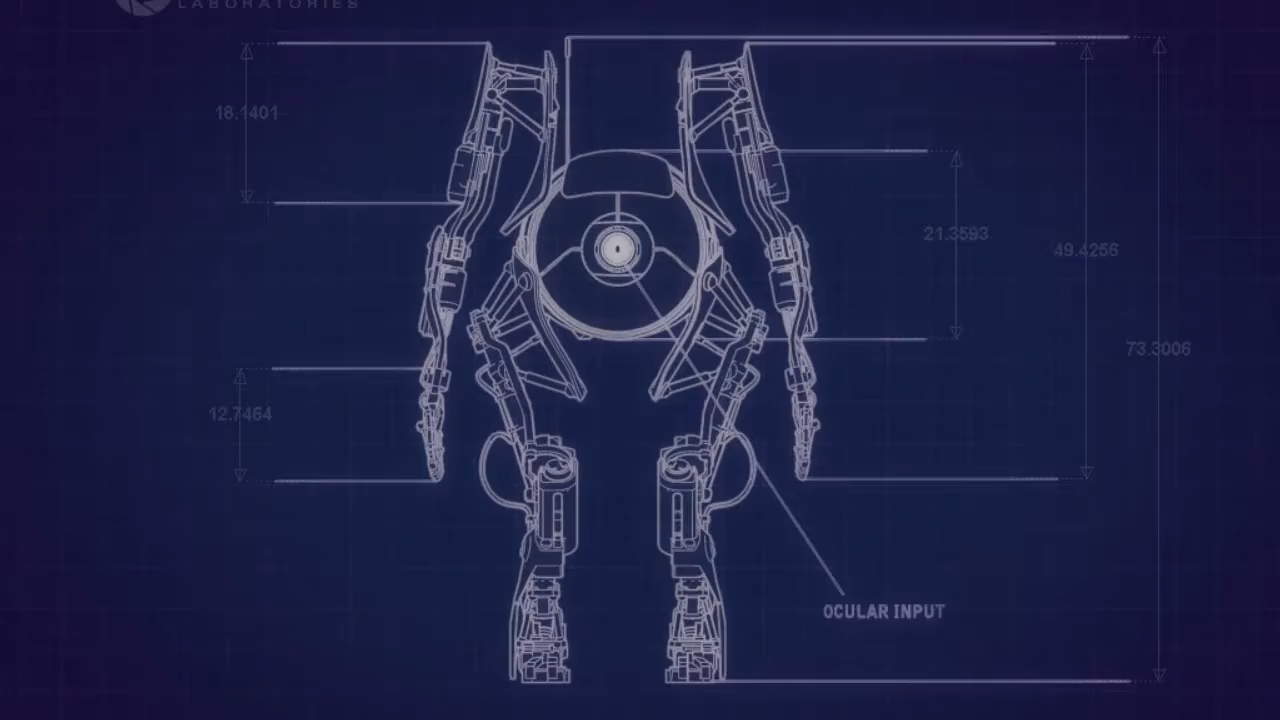 LABORATORIES
18.1401
21.3593
49.4256
73.3006
12.7464
OCULAR INPUT